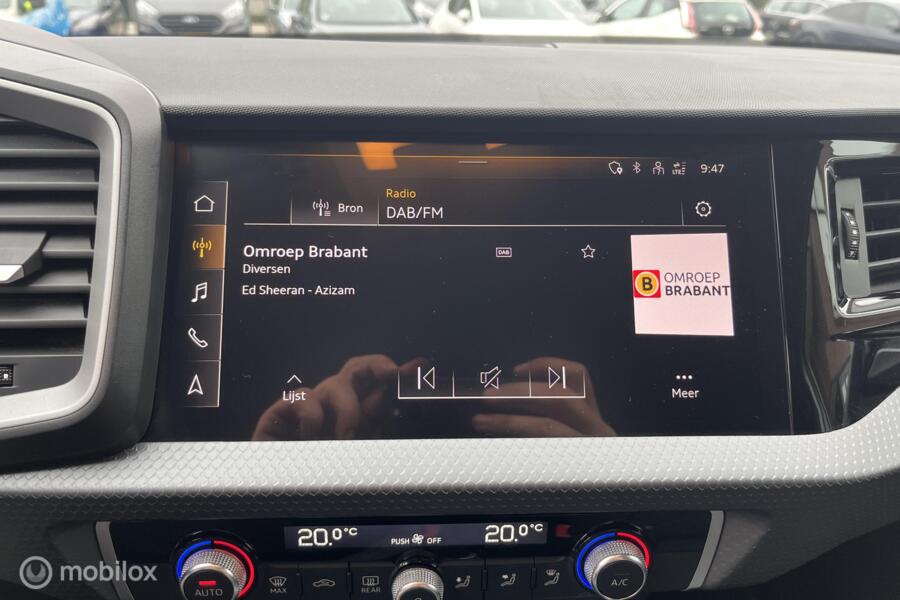 9:47
Radio
Bron
DAB/FM
Omroep Brabant
DAB
Diversen
Ed Sheeran - Azizam
B OMROEP
BRABANT
Lijst
Meer
20.0°C
PUSH OFF
20.0°C
AUTO
MAX
REAR
A/C
mobilox